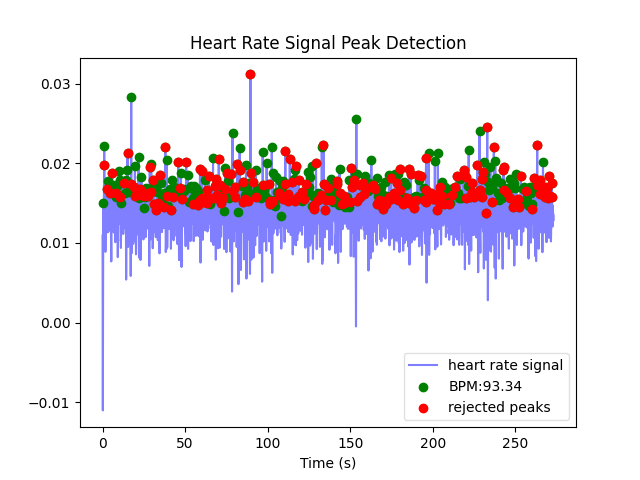 Heart Rate Signal Peak Detection
0.03
0.02
0.01
0.00
−0.01
heart rate signal
BPM:93.34
rejected peaks
0
50
100
150
200
250
Time (s)